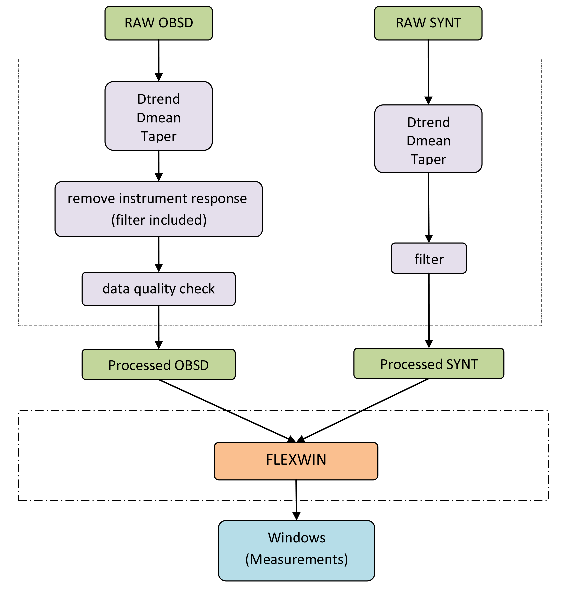 RAW OBSD
RAW SYNT
Dtrend
Dmean
Taper
Dtrend
Dmean
Taper
remove instrument response
(filter included)
filter
data quality check
Processed OBSD
Processed SYNT
FLEXWIN
Windows
(Measurements)